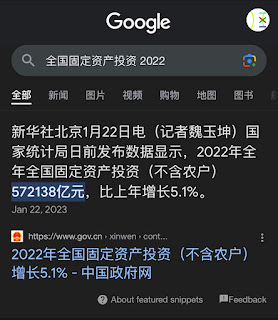 Google
全国固定资产投资 2022
全部 新闻 图片 视频 购物 地图 图书
新华社北京1月22日电（记者魏玉坤）国
家统计局日前发布数据显示，2022年全
年全国固定资产投资（不含农户）
572138亿元，比上年增长5.1%。
Jan 22, 2023
https://www.gov.cn › xinwen › cont...
2022年全国固定资产投资（不含农户）
增长5.1% - 中国政府网
About featured snippets Feedback